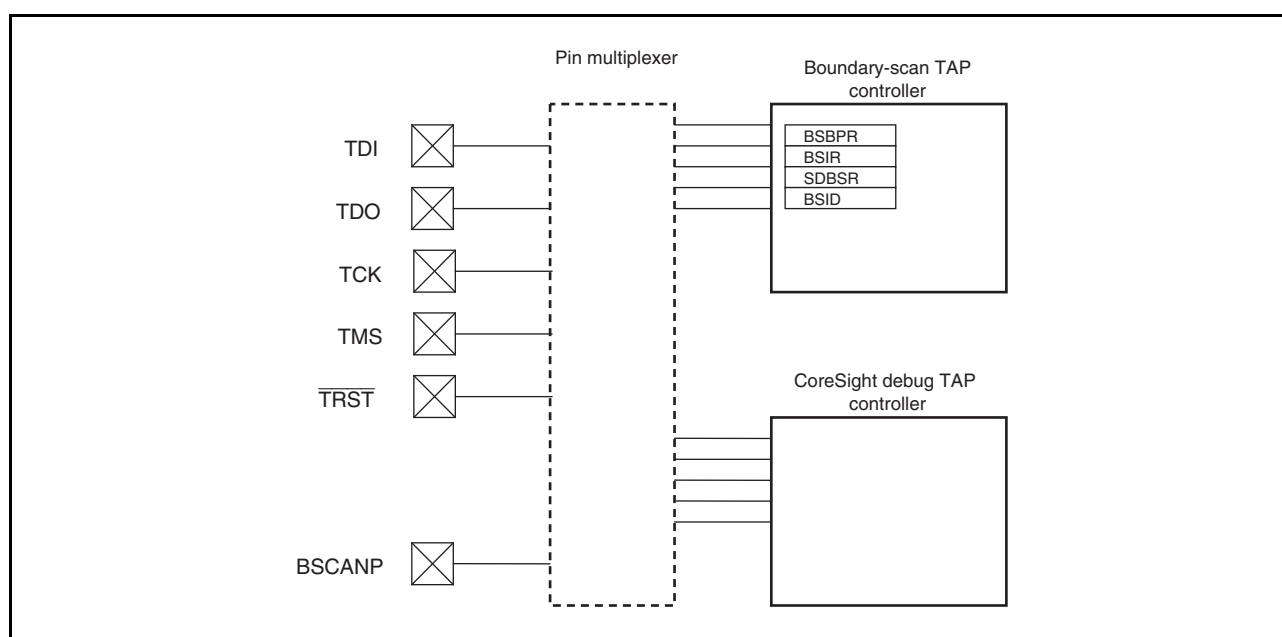 Pin multiplexer
Boundary-scan TAP
controller
TDI
TDO
TCK
TMS
TRST
BSCANP
BSBPR
BSIR
SDBSR
BSID
CoreSight debug TAP
controller